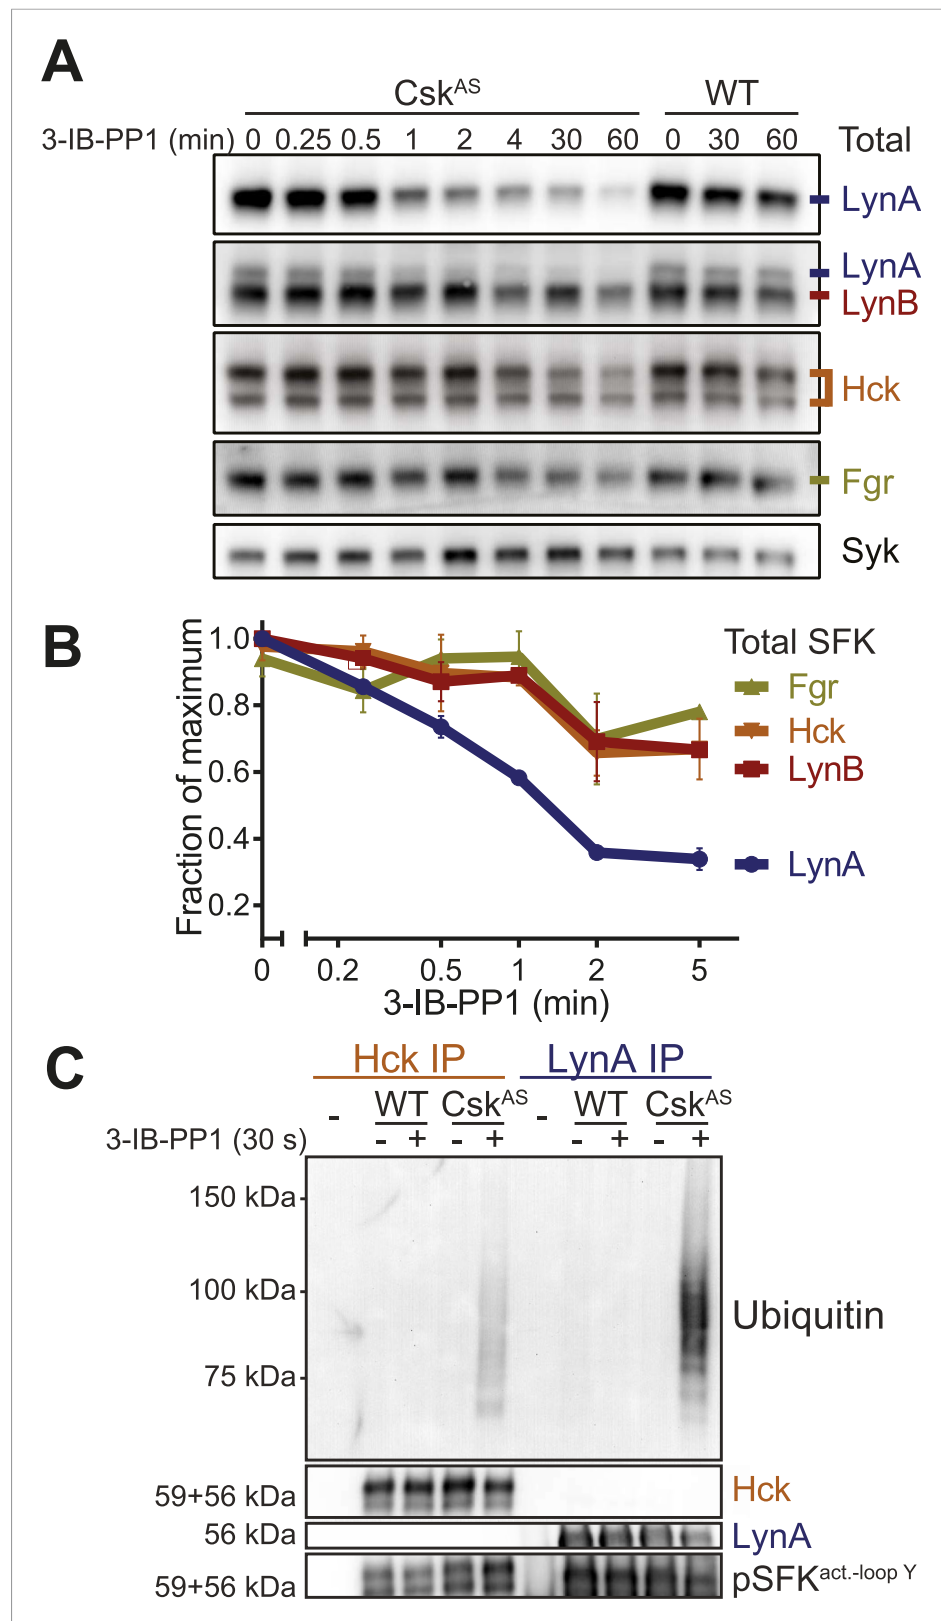 A
Csk^AS WT
3-IB-PP1 (min) 0 0.25 0.5 1 2 4 30 60 0 30 60 Total
LynA
LynA
LynB
Hck
Fgr
Syk
B
Total SFK
Fgr
Hck
LynB
LynA
Fraction of maximum
1.0
0.8
0.6
0.4
0.2
0 0.2 0.5 1 2 5
3-IB-PP1 (min)
C
Hck IP LynA IP
- WT Csk^AS - WT Csk^AS
3-IB-PP1 (30 s) - + - + - + - +
150 kDa
100 kDa
75 kDa
Ubiquitin
59+56 kDa Hck
56 kDa LynA
59+56 kDa pSFK^act.-loop Y